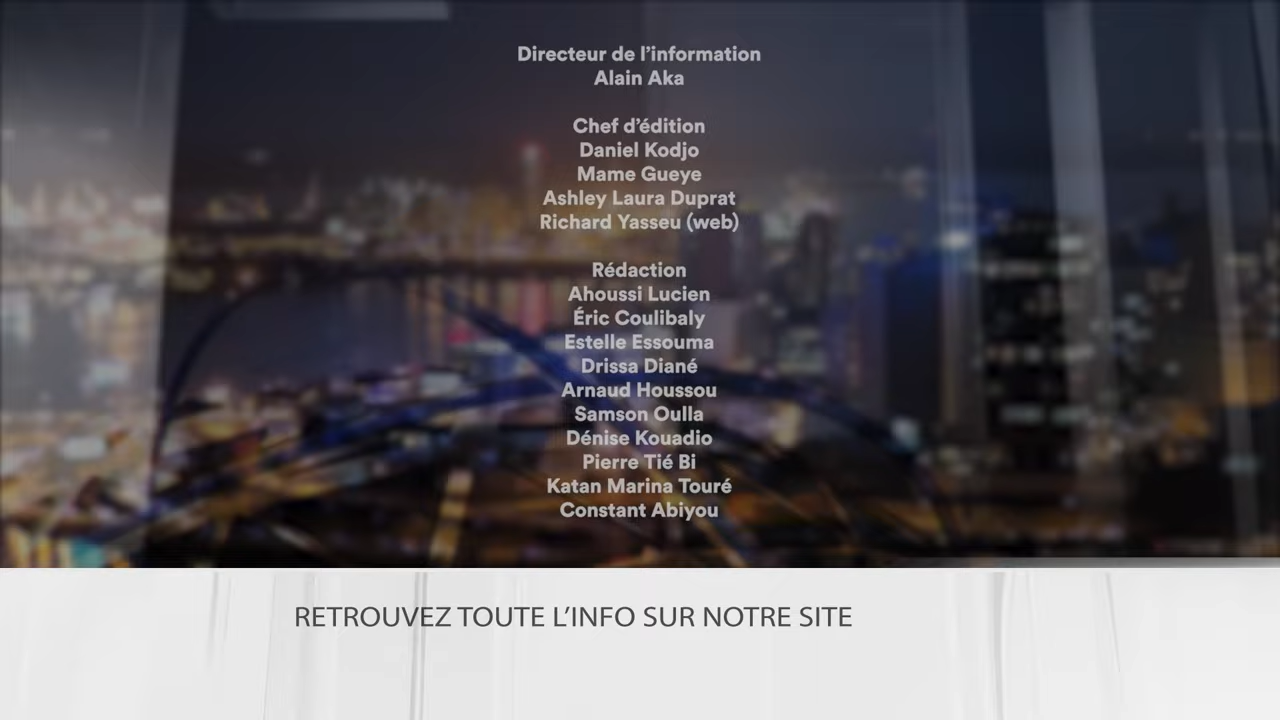 Directeur de l’information
Alain Aka
Chef d’édition
Daniel Kodjo
Mame Gueye
Ashley Laura Duprat
Richard Yasseu (web)
Rédaction
Ahoussi Lucien
Éric Coulibaly
Estelle Essouma
Drissa Diané
Arnaud Houssou
Samson Oulla
Dénise Kouadio
Pierre Tié Bi
Katan Marina Touré
Constant Abiyou
RETROUVEZ TOUTE L’INFO SUR NOTRE SITE